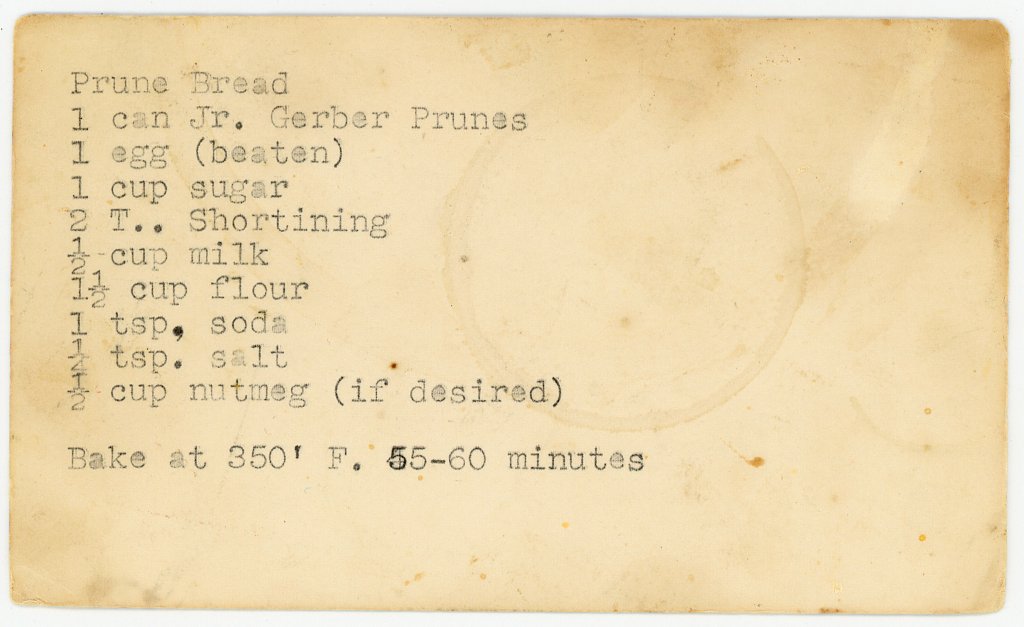 Prune Bread
1 can Jr. Gerber Prunes
1 egg (beaten)
1 cup sugar
2 T.. Shortining
½ cup milk
1½ cup flour
1 tsp. soda
½ tsp. salt
½ cup nutmeg (if desired)
Bake at 350' F. 55-60 minutes